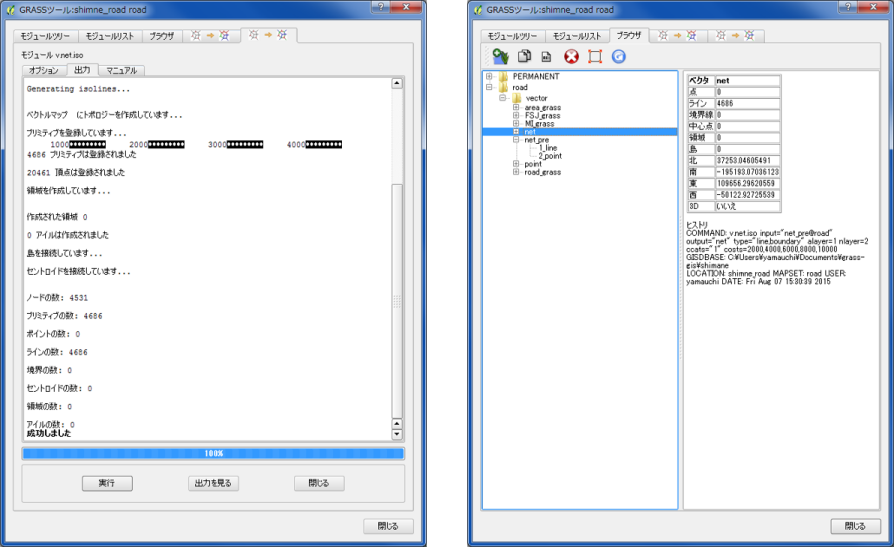 GRASSツール:shimne_road road
モジュールツリー モジュールリスト ブラウザ
モジュール v.net.iso
オプション 出力 マニュアル
Generating isolines...
ベクトルマップ にトポロジーを作成しています...
プリミティブを登録しています...
1000 2000 3000 4000
4686 プリミティブは登録されました
20461 頂点は登録されました
領域を作成しています...
作成された領域 0
0 アイルは作成されました
島を接続しています...
セントロイドを接続しています...
ノードの数: 4531
プリミティブの数: 4686
ポイントの数: 0
ラインの数: 4686
境界の数: 0
セントロイドの数: 0
領域の数: 0
アイルの数: 0
成功しました
100%
実行 出力を見る 閉じる
閉じる
GRASSツール:shimne_road road
モジュールツリー モジュールリスト ブラウザ
PERMANENT
road
vector
area_grass
FSJ_grass
MI_grass
net
net_pre
1_line
2_point
point
road_grass
ベクタ net
点 0
ライン 4686
境界線 0
中心点 0
領域 0
島 0
北 37253.04605491
南 -195193.07036123
東 109656.29620559
西 -50122.92725539
3D いいえ
ヒストリ
COMMAND: v.net.iso input="net_pre@road"
output="net" type="line,boundary" alayer=1 nlayer=2
ccats="1" costs=2000,4000,6000,8000,10000
GISDBASE: C:¥Users¥yamauchi¥Documents¥grass-
gis¥shimane
LOCATION: shimne_road MAPSET: road USER:
yamauchi DATE: Fri Aug 07 15:30:39 2015
閉じる